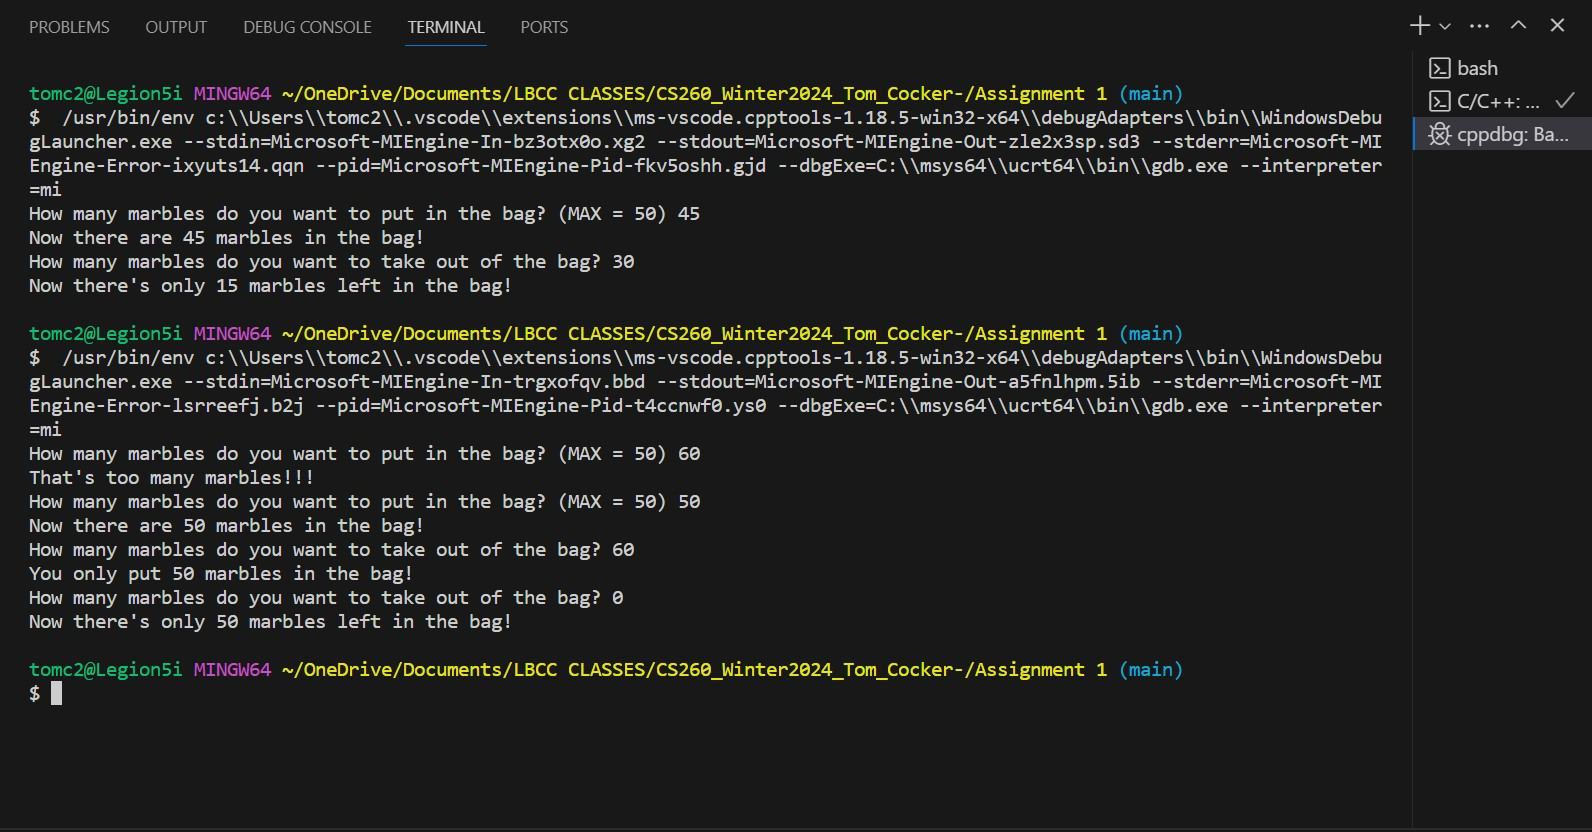 PROBLEMS OUTPUT DEBUG CONSOLE TERMINAL PORTS
tomc2@Legion5i MINGW64 ~/OneDrive/Documents/LBCC CLASSES/CS260_Winter2024_Tom_Cocker-/Assignment 1 (main)
$  /usr/bin/env c:\\Users\\tomc2\\.vscode\\extensions\\ms-vscode.cpptools-1.18.5-win32-x64\\debugAdapters\\bin\\WindowsDebu
gLauncher.exe --stdin=Microsoft-MIEngine-In-bz3otx0o.xg2 --stdout=Microsoft-MIEngine-Out-zle2x3sp.sd3 --stderr=Microsoft-MI
Engine-Error-ixyuts14.qqn --pid=Microsoft-MIEngine-Pid-fkv5oshh.gjd --dbgExe=C:\\msys64\\ucrt64\\bin\\gdb.exe --interpreter
=mi
How many marbles do you want to put in the bag? (MAX = 50) 45
Now there are 45 marbles in the bag!
How many marbles do you want to take out of the bag? 30
Now there's only 15 marbles left in the bag!
tomc2@Legion5i MINGW64 ~/OneDrive/Documents/LBCC CLASSES/CS260_Winter2024_Tom_Cocker-/Assignment 1 (main)
$  /usr/bin/env c:\\Users\\tomc2\\.vscode\\extensions\\ms-vscode.cpptools-1.18.5-win32-x64\\debugAdapters\\bin\\WindowsDebu
gLauncher.exe --stdin=Microsoft-MIEngine-In-trgxofqv.bbd --stdout=Microsoft-MIEngine-Out-a5fnlhpm.5ib --stderr=Microsoft-MI
Engine-Error-lsrreefj.b2j --pid=Microsoft-MIEngine-Pid-t4ccnwf0.ys0 --dbgExe=C:\\msys64\\ucrt64\\bin\\gdb.exe --interpreter
=mi
How many marbles do you want to put in the bag? (MAX = 50) 60
That's too many marbles!!!
How many marbles do you want to put in the bag? (MAX = 50) 50
Now there are 50 marbles in the bag!
How many marbles do you want to take out of the bag? 60
You only put 50 marbles in the bag!
How many marbles do you want to take out of the bag? 0
Now there's only 50 marbles left in the bag!
tomc2@Legion5i MINGW64 ~/OneDrive/Documents/LBCC CLASSES/CS260_Winter2024_Tom_Cocker-/Assignment 1 (main)
$
bash
C/C++: ...
cppdbg: Ba...